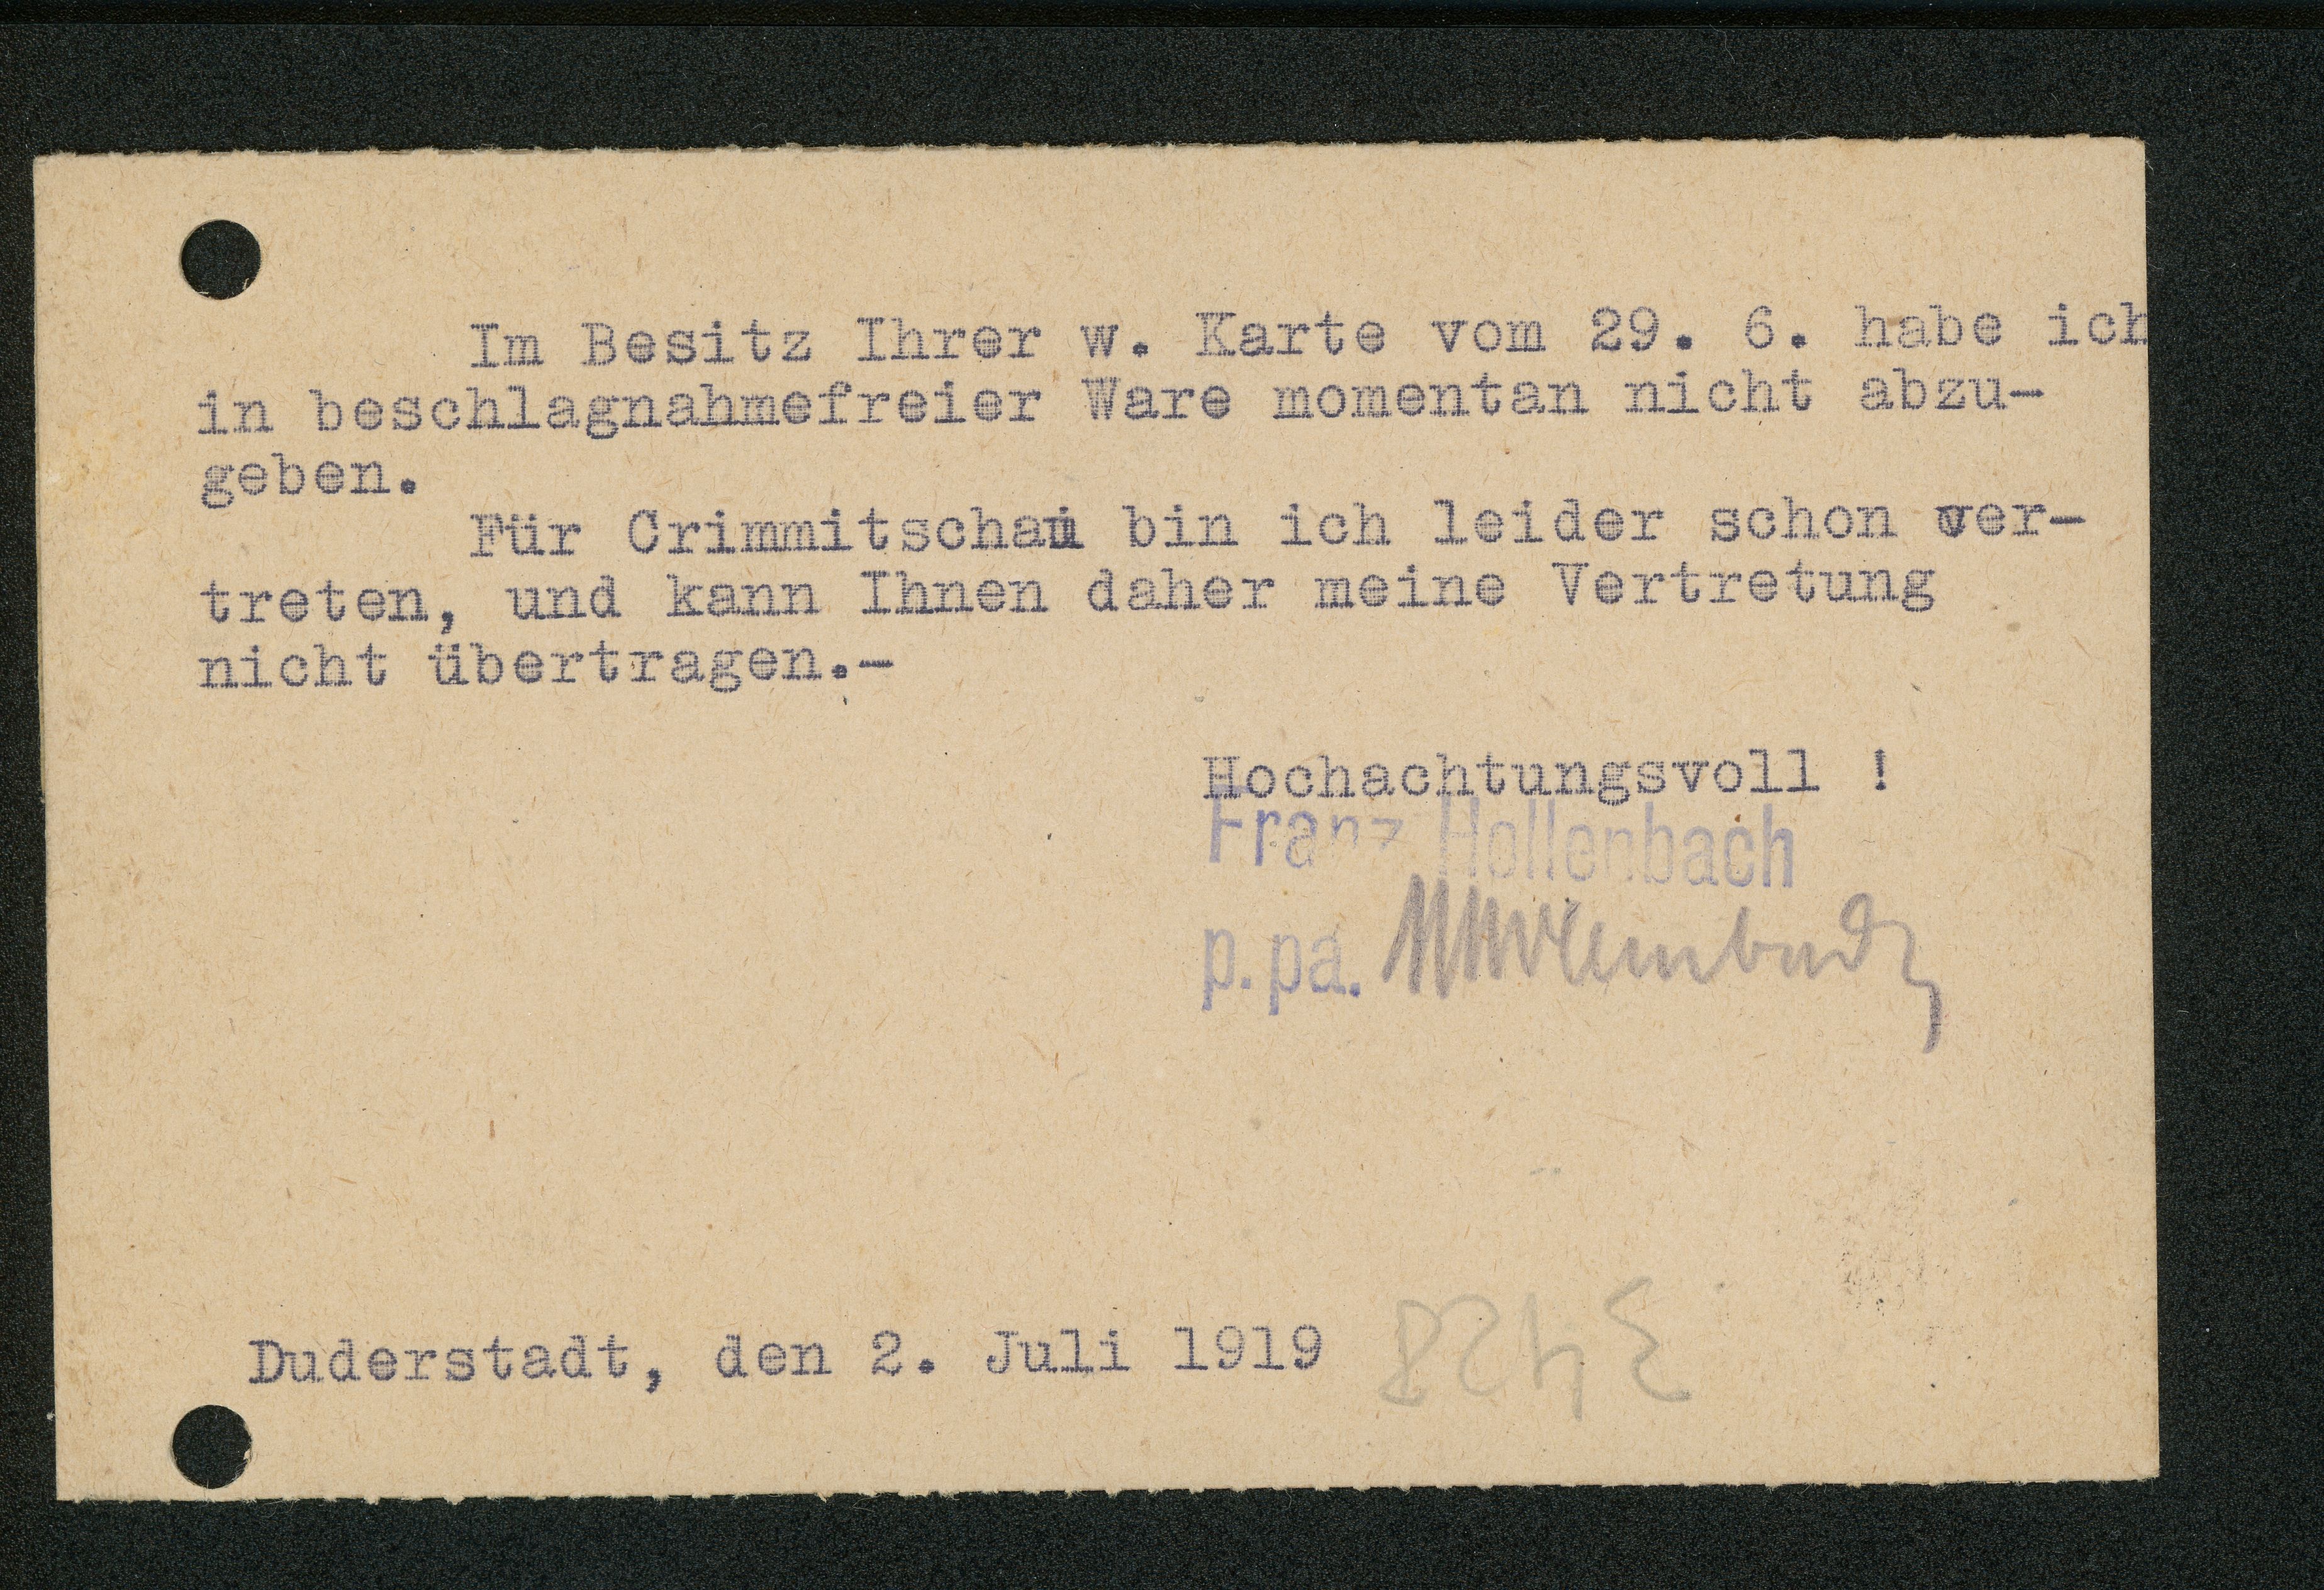 Im Besitz Ihrer w. Karte vom 29. 6. habe ich
in beschlagnahmefreier Ware momentan nicht abzu-
geben.
Für Crimmitschau bin ich leider schon ver-
treten, und kann Ihnen daher meine Vertretung
nicht übertragen.-
Hochachtungsvoll !
Franz Hollenbach
p.pa.
Duderstadt, den 2. Juli 1919